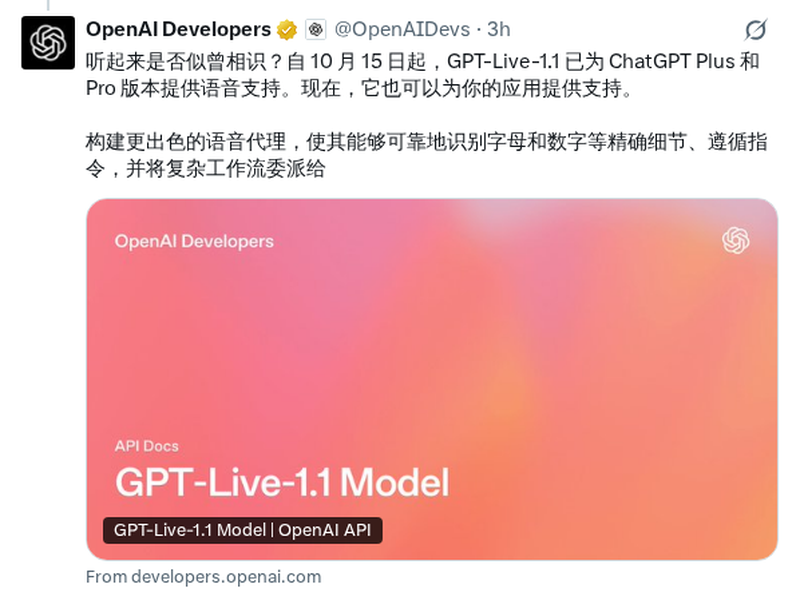 OpenAI Developers @OpenAIDevs · 3h
听起来是否似曾相识？自 10 月 15 日起，GPT-Live-1.1 已为 ChatGPT Plus 和
Pro 版本提供语音支持。现在，它也可以为你的应用提供支持。
构建更出色的语音代理，使其能够可靠地识别字母和数字等精确细节、遵循指
令，并将复杂工作流委派给
OpenAI Developers
API Docs
GPT-Live-1.1 Model
GPT-Live-1.1 Model | OpenAI API
From developers.openai.com